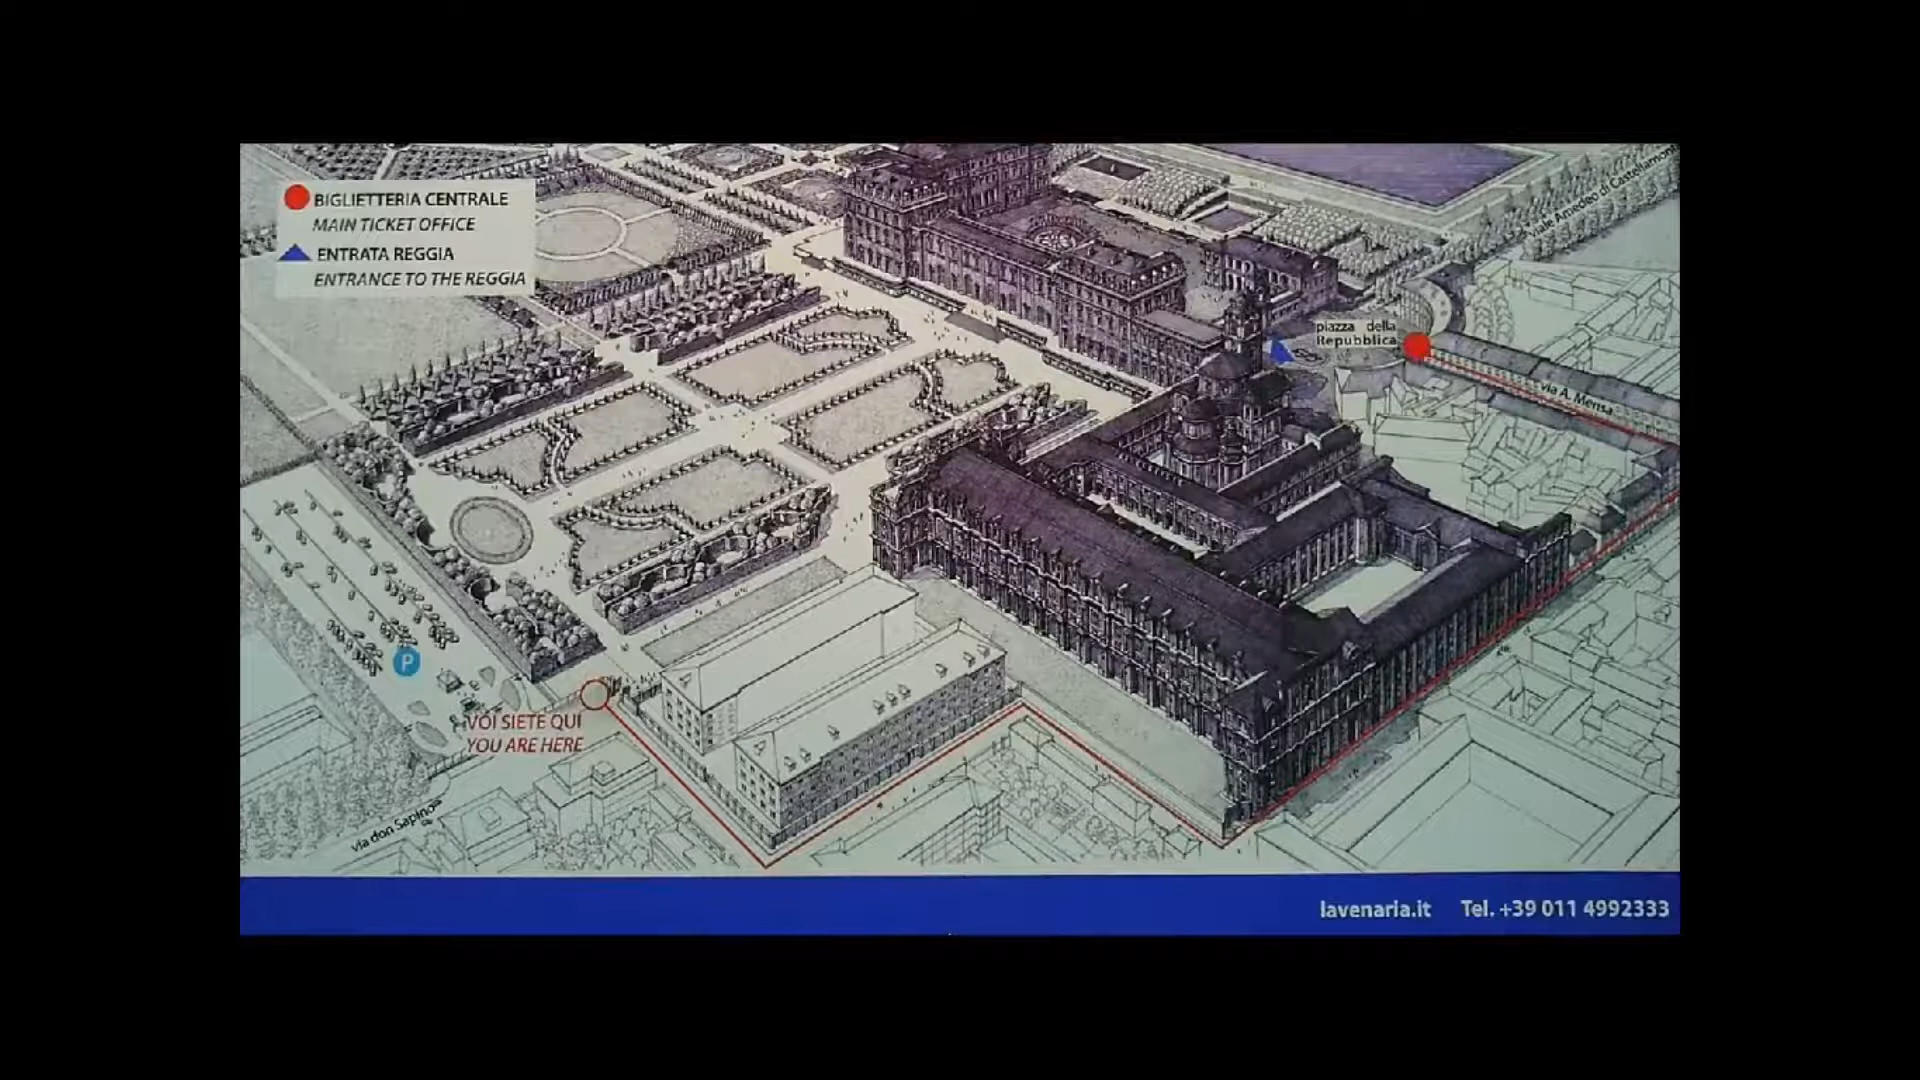 BIGLIETTERIA CENTRALE
MAIN TICKET OFFICE
ENTRATA REGGIA
ENTRANCE TO THE REGGIA
viale Amedeo di Castellamonte
piazza della
Repubblica
via A. Mensa
P
VOI SIETE QUI
YOU ARE HERE
via don Sapino
lavenaria.it Tel. +39 011 4992333